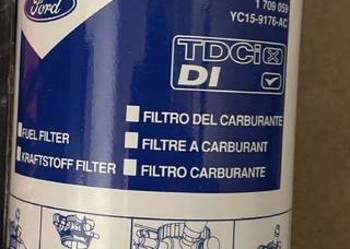 Ford
1 709 059
YC15-9176-AC
TDCi
DI
FILTRO DEL CARBURANTE
FUEL FILTER
FILTRE A CARBURANT
KRAFTSTOFF FILTER
FILTRO CARBURANTE